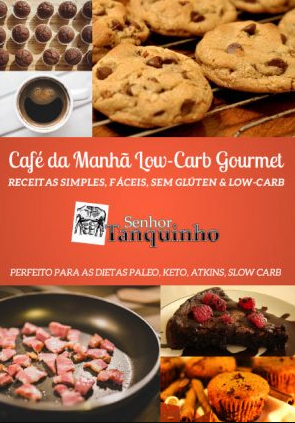 Café da Manhã Low-Carb Gourmet
RECEITAS SIMPLES, FÁCEIS, SEM GLÚTEN & LOW-CARB
Senhor
Tanquinho
PERFEITO PARA AS DIETAS PALEO, KETO, ATKINS, SLOW CARB